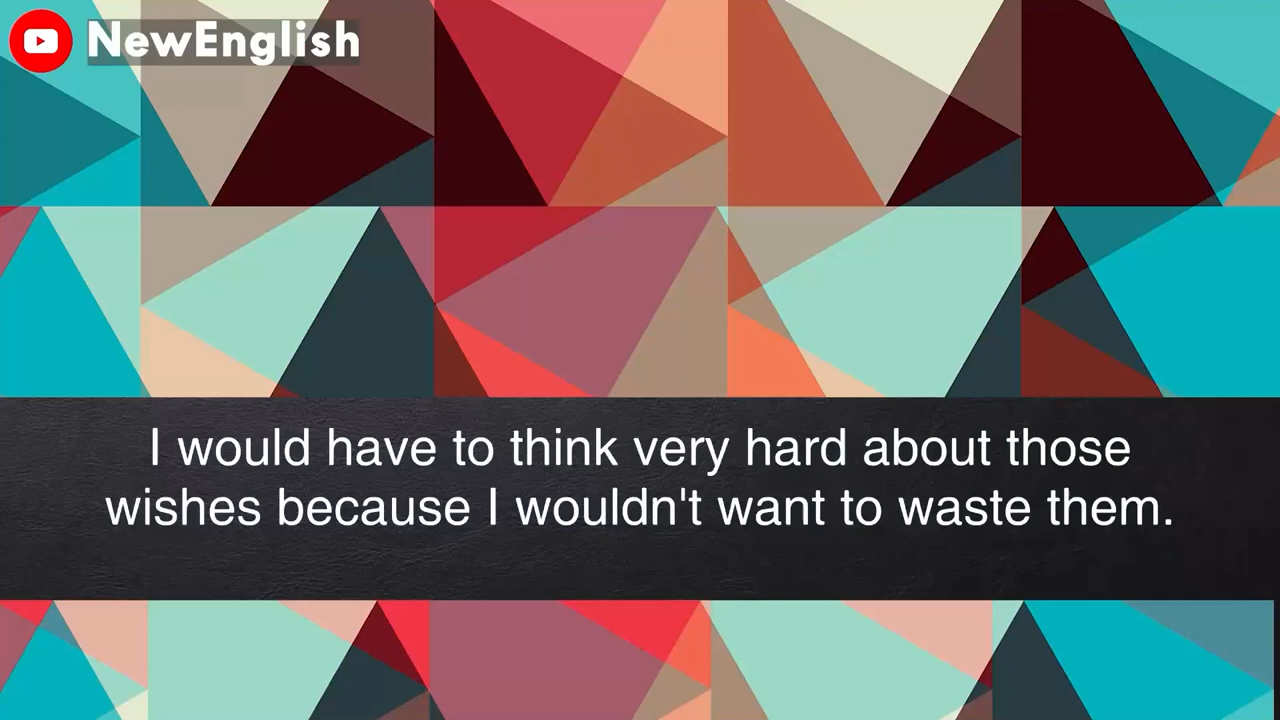 NewEnglish
I would have to think very hard about those
wishes because I wouldn't want to waste them.